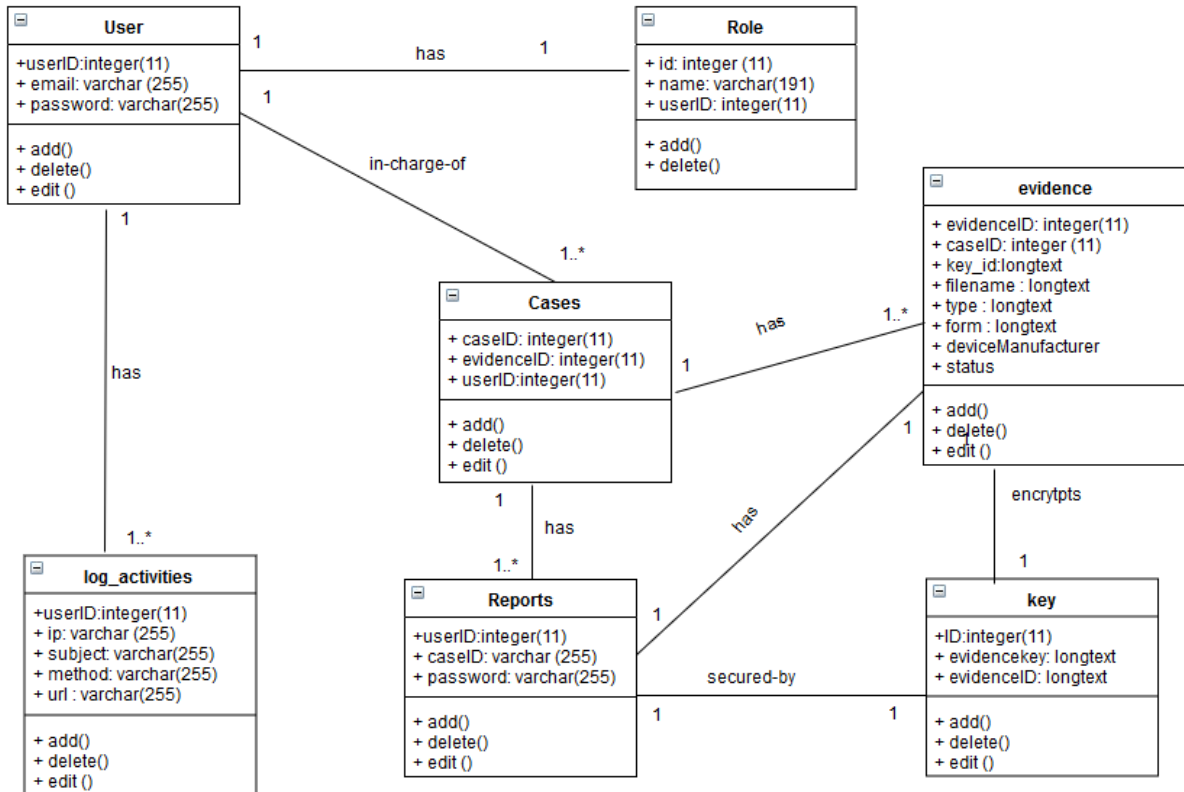 User
+userID:integer(11)
+ email: varchar (255)
+ password: varchar(255)
+ add()
+ delete()
+ edit ()
1
has
1
Role
+ id: integer (11)
+ name: varchar(191)
+ userID: integer(11)
+ add()
+ delete()
1
in-charge-of
1..*
1
has
1..*
Cases
+ caseID: integer(11)
+ evidenceID: integer(11)
+ userID:integer(11)
+ add()
+ delete()
+ edit ()
1
has
1..*
evidence
+ evidenceID: integer(11)
+ caseID: integer (11)
+ key_id:longtext
+ filename : longtext
+ type : longtext
+ form : longtext
+ deviceManufacturer
+ status
+ add()
+ delete()
+ edit ()
1
1
has
1..*
1
has
1
encrytpts
1
log_activities
+userID:integer(11)
+ ip: varchar (255)
+ subject: varchar(255)
+ method: varchar(255)
+ url : varchar(255)
+ add()
+ delete()
+ edit ()
Reports
+userID:integer(11)
+ caseID: varchar (255)
+ password: varchar(255)
+ add()
+ delete()
+ edit ()
secured-by
1
1
key
+ID:integer(11)
+ evidencekey: longtext
+ evidenceID: longtext
+ add()
+ delete()
+ edit ()